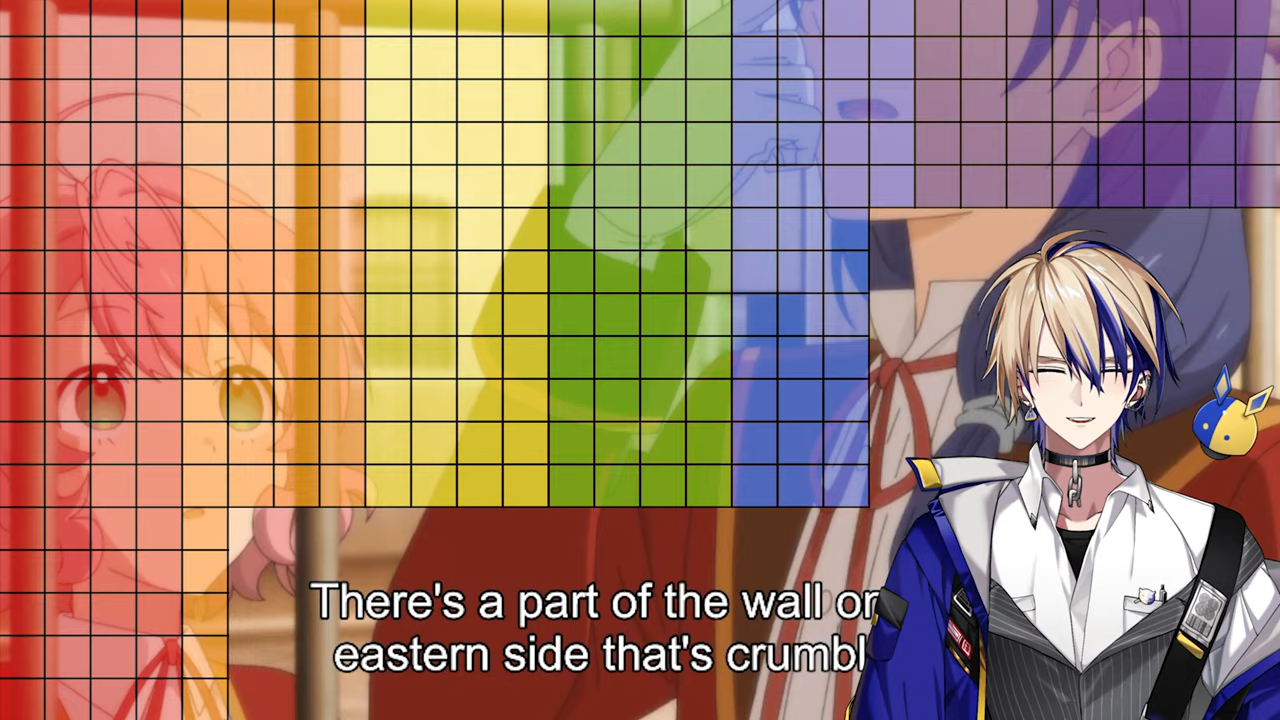 There's a part of the wall or
eastern side that's crumbl